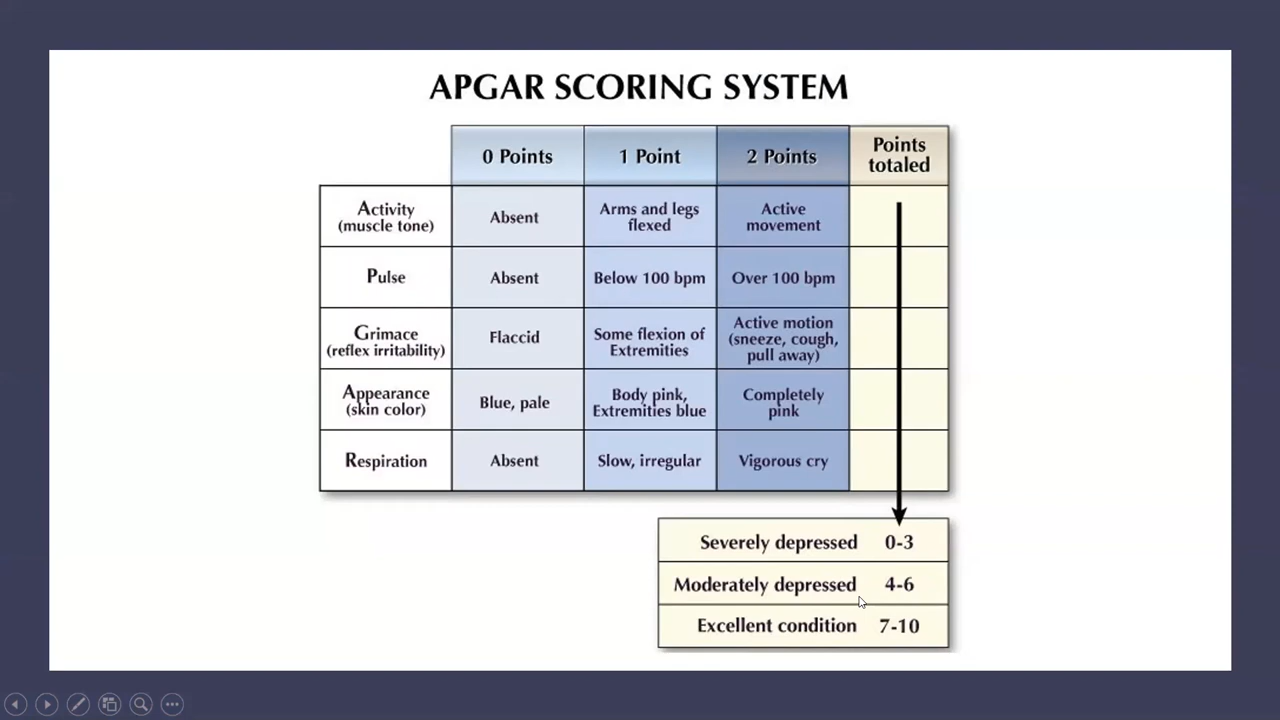 APGAR SCORING SYSTEM
0 Points
1 Point
2 Points
Points
totaled
Activity
(muscle tone)
Absent
Arms and legs
flexed
Active
movement
Pulse
Absent
Below 100 bpm
Over 100 bpm
Grimace
(reflex irritability)
Flaccid
Some flexion of
Extremities
Active motion
(sneeze, cough,
pull away)
Appearance
(skin color)
Blue, pale
Body pink,
Extremities blue
Completely
pink
Respiration
Absent
Slow, irregular
Vigorous cry
Severely depressed 0-3
Moderately depressed 4-6
Excellent condition 7-10